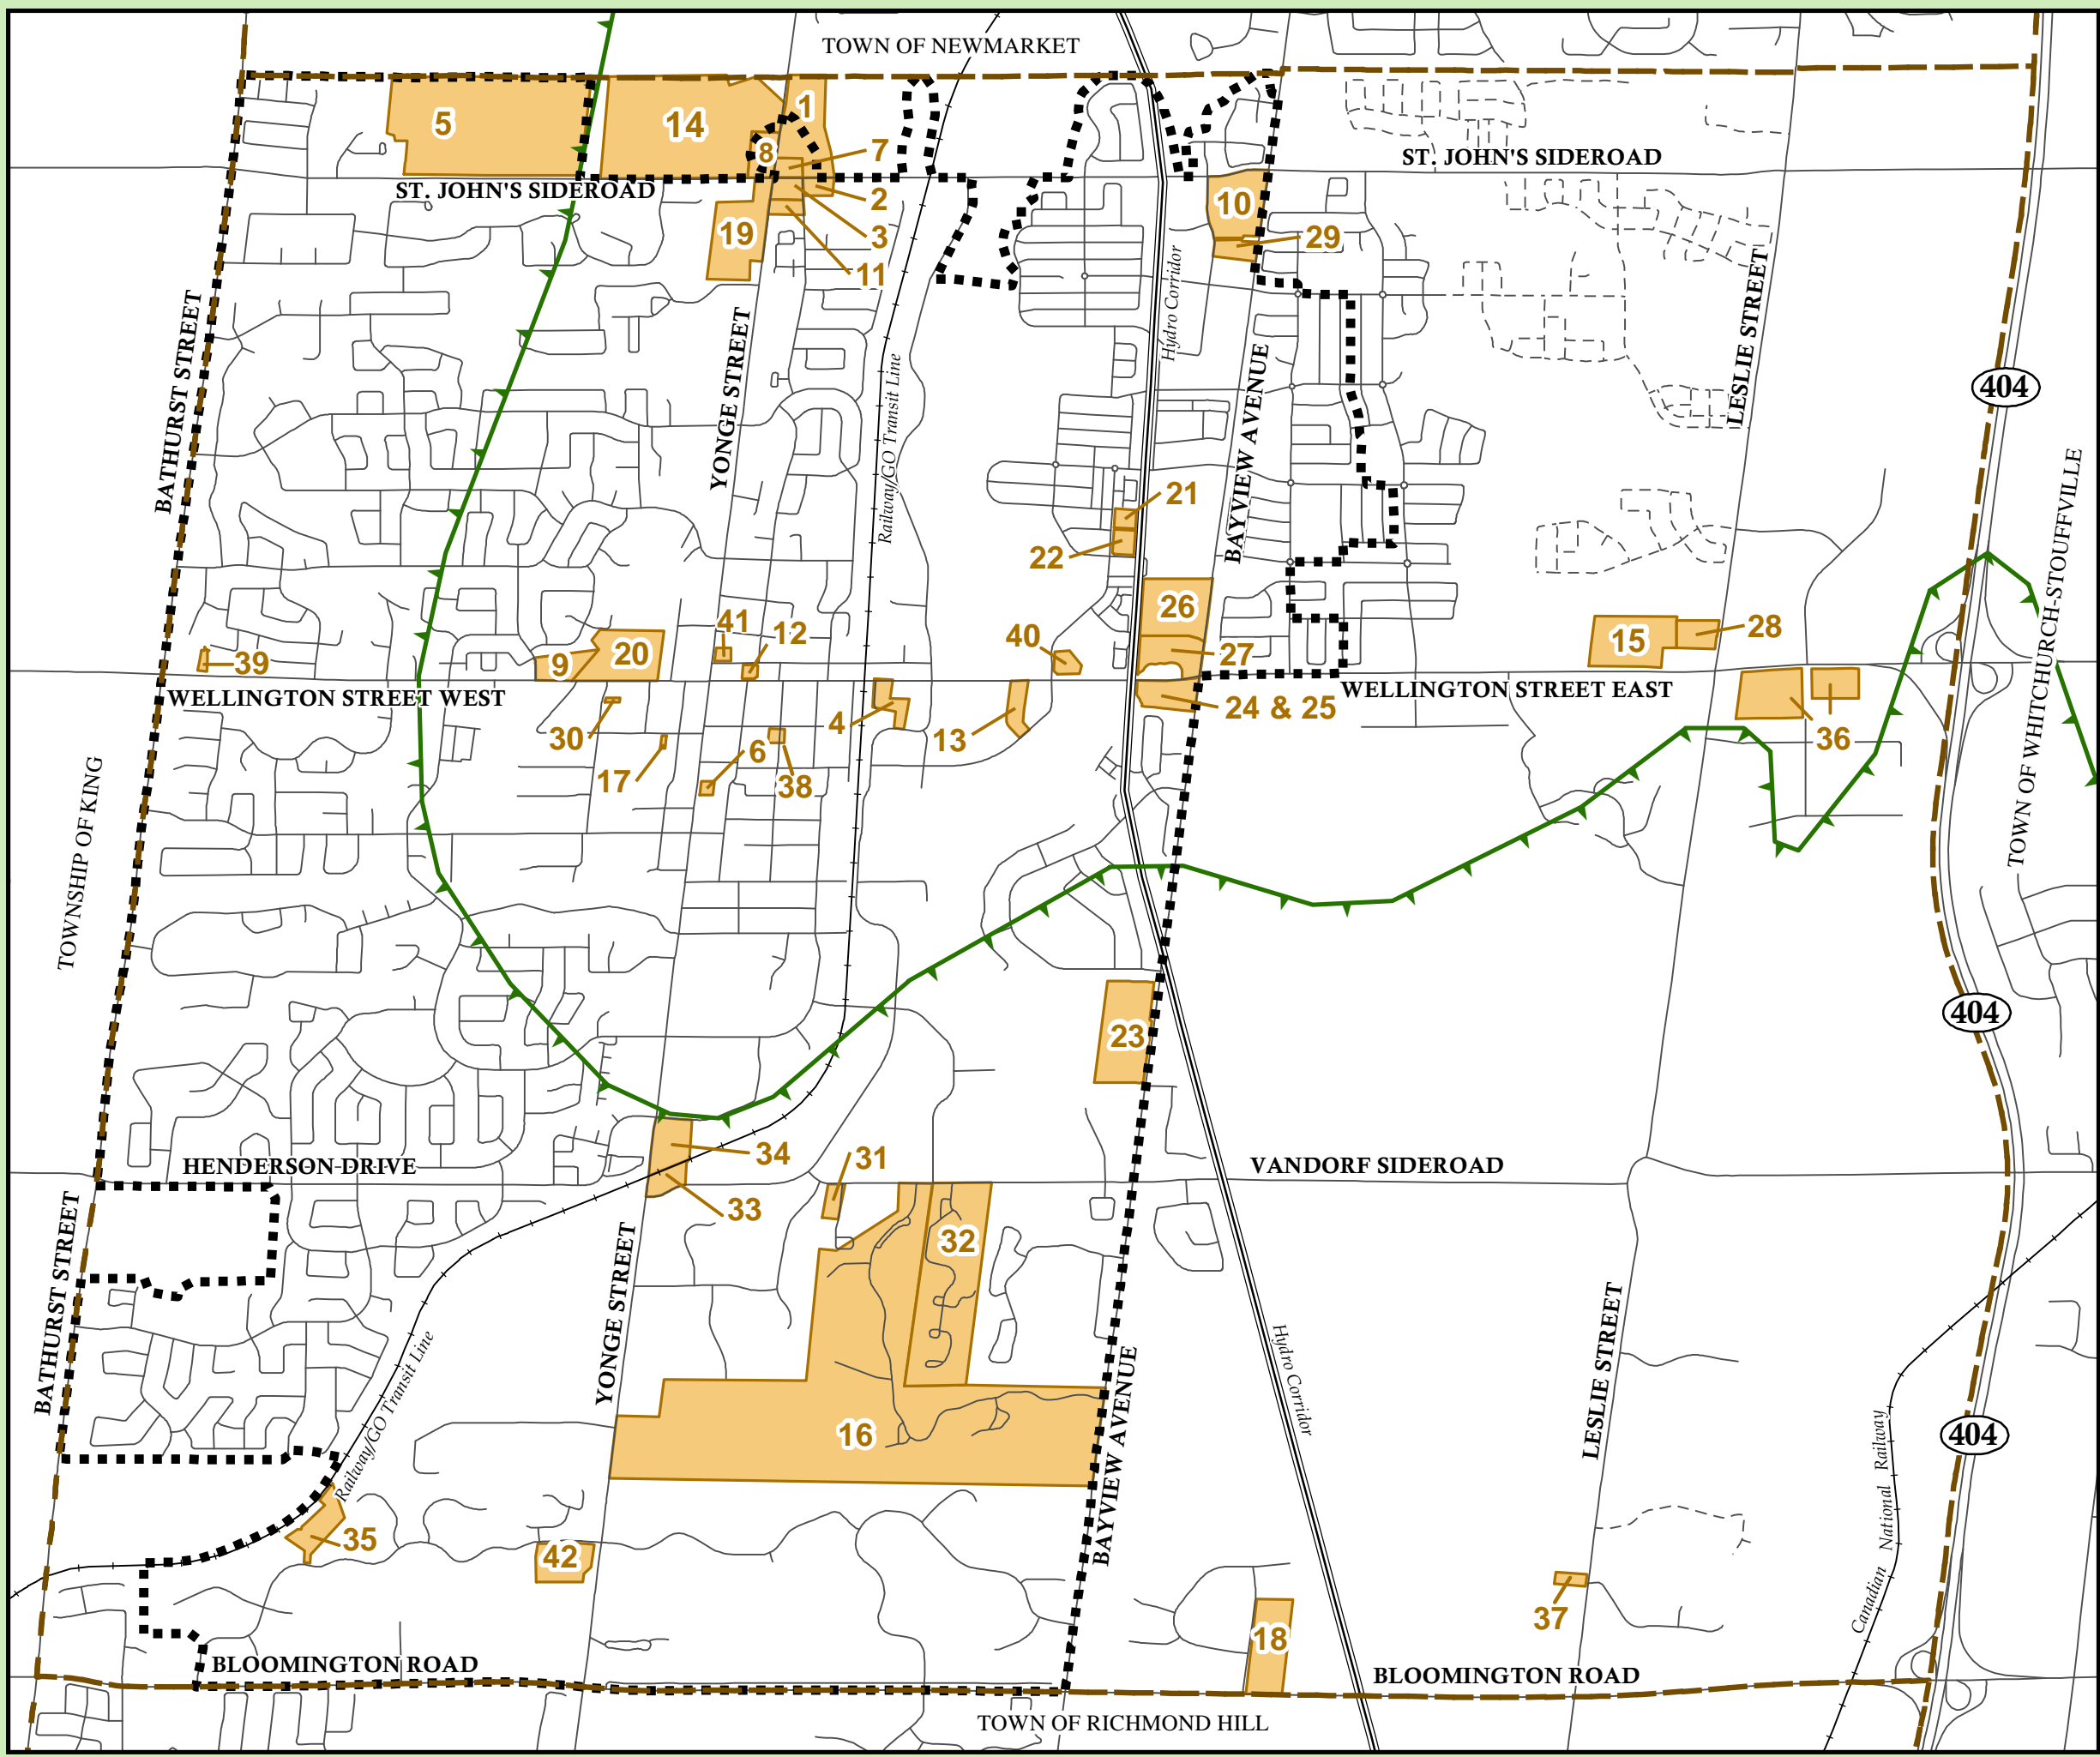 TOWN OF NEWMARKET
5
14
1
8
7
ST. JOHN'S SIDEROAD
ST. JOHN'S SIDEROAD
2
10
19
3
29
11
Hydro Corridor
BATHURST STREET
YONGE STREET
Railway/GO Transit Line
BAYVIEW AVENUE
LESLIE STREET
404
TOWN OF WHITCHURCH-STOUFFVILLE
21
22
26
41
12
40
15
28
39
9
20
27
WELLINGTON STREET WEST
WELLINGTON STREET EAST
24 & 25
30
4
13
36
17
6
38
TOWNSHIP OF KING
404
23
34
31
HENDERSON DRIVE
VANDORF SIDEROAD
33
32
BATHURST STREET
YONGE STREET
Railway/GO Transit Line
16
BAYVIEW AVENUE
Hydro Corridor
LESLIE STREET
404
Canadian National Railway
35
42
37
18
BLOOMINGTON ROAD
BLOOMINGTON ROAD
TOWN OF RICHMOND HILL